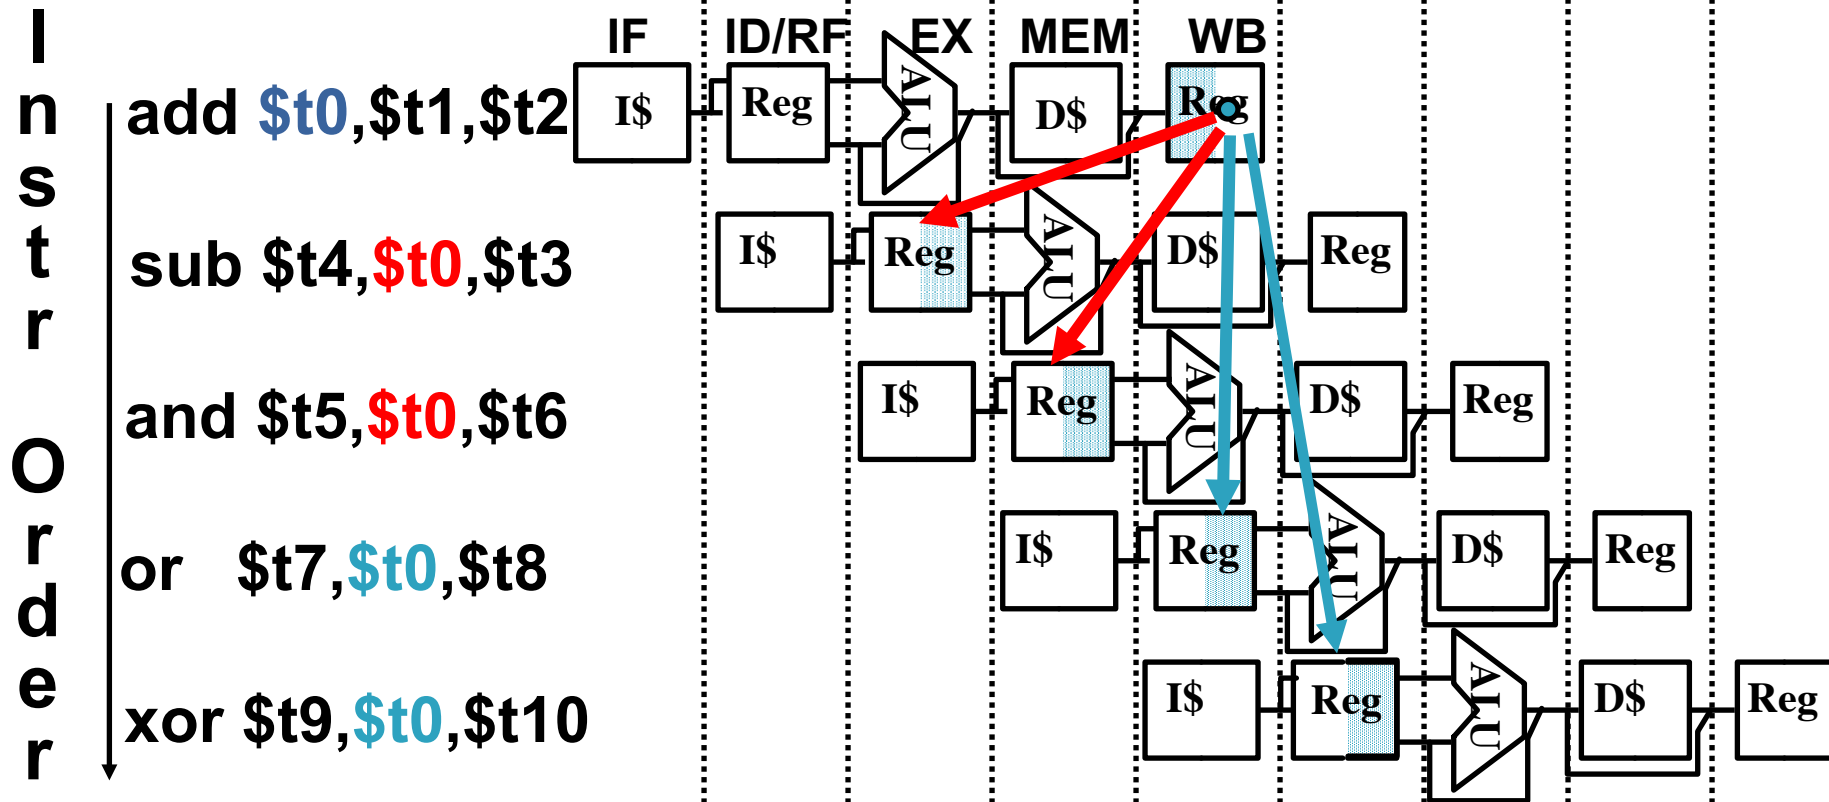 Instr Order
IF ID/RF EX MEM WB
add $t0,$t1,$t2 I$ Reg ALU D$ Reg
sub $t4,$t0,$t3 I$ Reg ALU D$ Reg
and $t5,$t0,$t6 I$ Reg ALU D$ Reg
or $t7,$t0,$t8 I$ Reg ALU D$ Reg
xor $t9,$t0,$t10 I$ Reg ALU D$ Reg